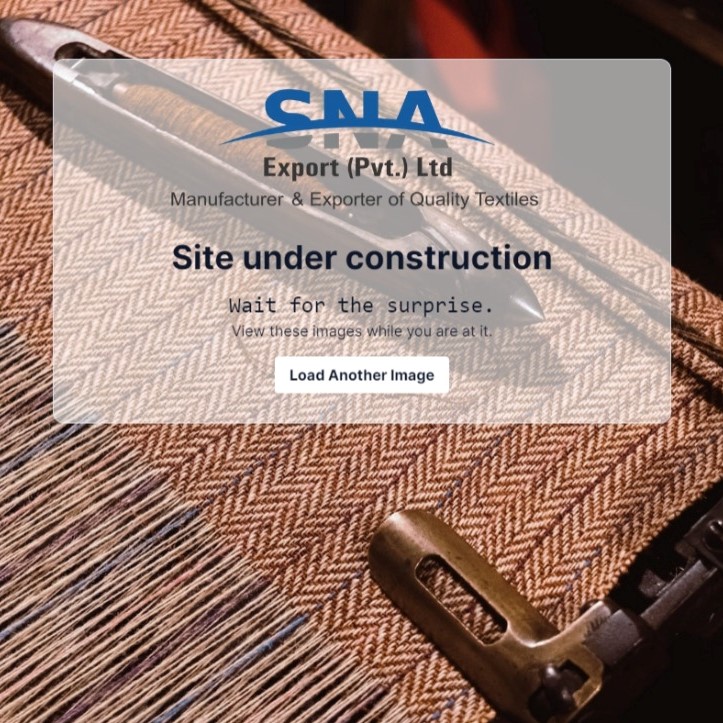 SNA
Export (Pvt.) Ltd
Manufacturer & Exporter of Quality Textiles
Site under construction
Wait for the surprise.
View these images while you are at it.
Load Another Image